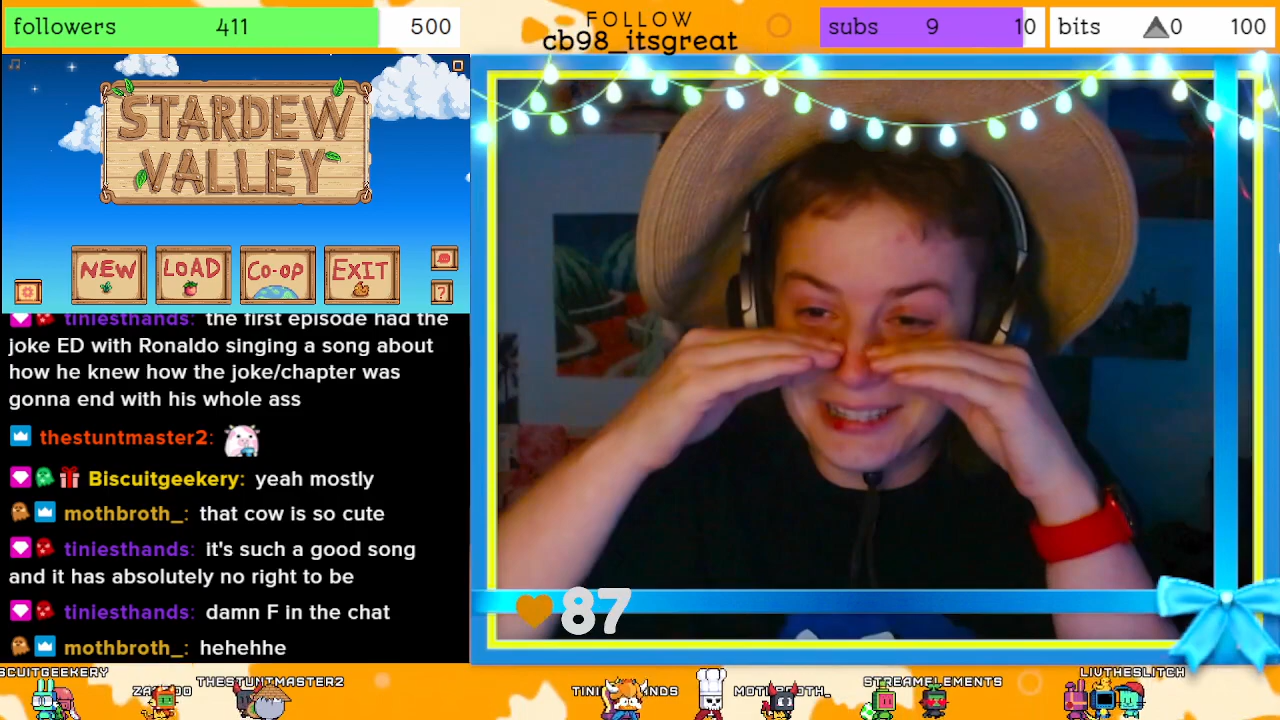 followers 411 500
FOLLOW
cb98_itsgreat
subs 9 10
bits 0 100
STARDEW
VALLEY
NEW LOAD CO-OP EXIT
?
tiniesthands: the first episode had the
joke ED with Ronaldo singing a song about
how he knew how the joke/chapter was
gonna end with his whole ass
thestuntmaster2:
Biscuitgeekery: yeah mostly
mothbroth_: that cow is so cute
tiniesthands: it's such a good song
and it has absolutely no right to be
tiniesthands: damn F in the chat
mothbroth_: hehehhe
87
SCUITGEEKERY
THESTUNTMASTER2
STREAMELEMENTS
LIVTHESLITCH